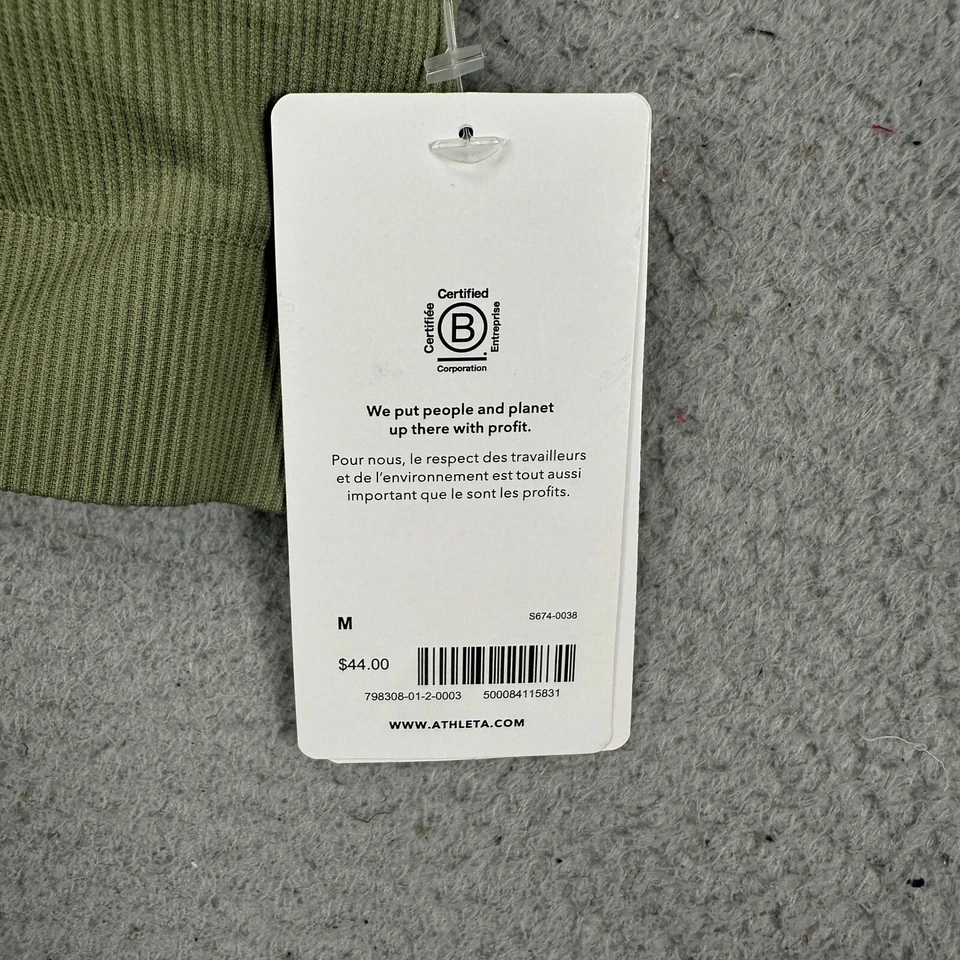 Certified
Certifiée
B
Entreprise
Corporation
We put people and planet
up there with profit.
Pour nous, le respect des travailleurs
et de l'environnement est tout aussi
important que le sont les profits.
M
S674-0038
$44.00
798308-01-2-0003 500084115831
WWW.ATHLETA.COM